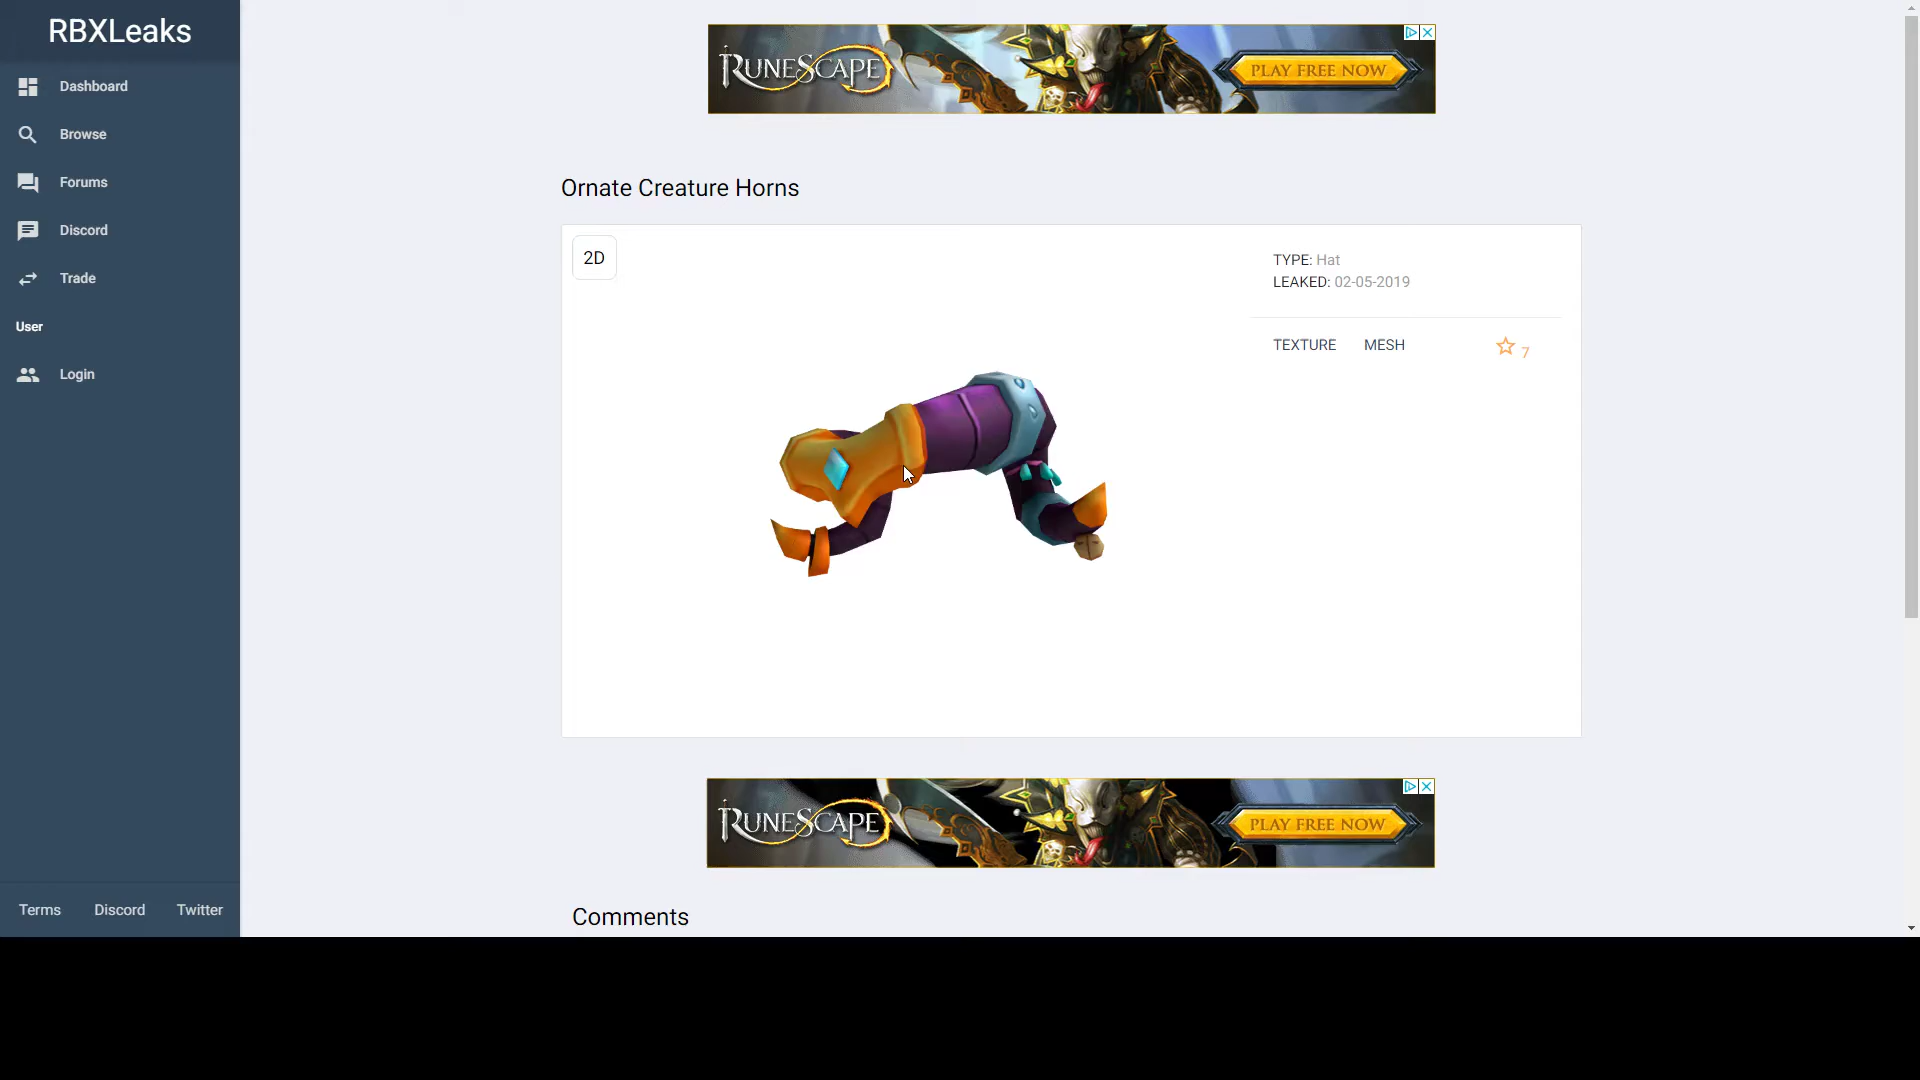 RBXLeaks
Dashboard
Browse
Forums
Discord
Trade
User
Login
Terms Discord Twitter
RUNESCAPE
PLAY FREE NOW
Ornate Creature Horns
2D
TYPE: Hat
LEAKED: 02-05-2019
TEXTURE MESH 7
RUNESCAPE
PLAY FREE NOW
Comments